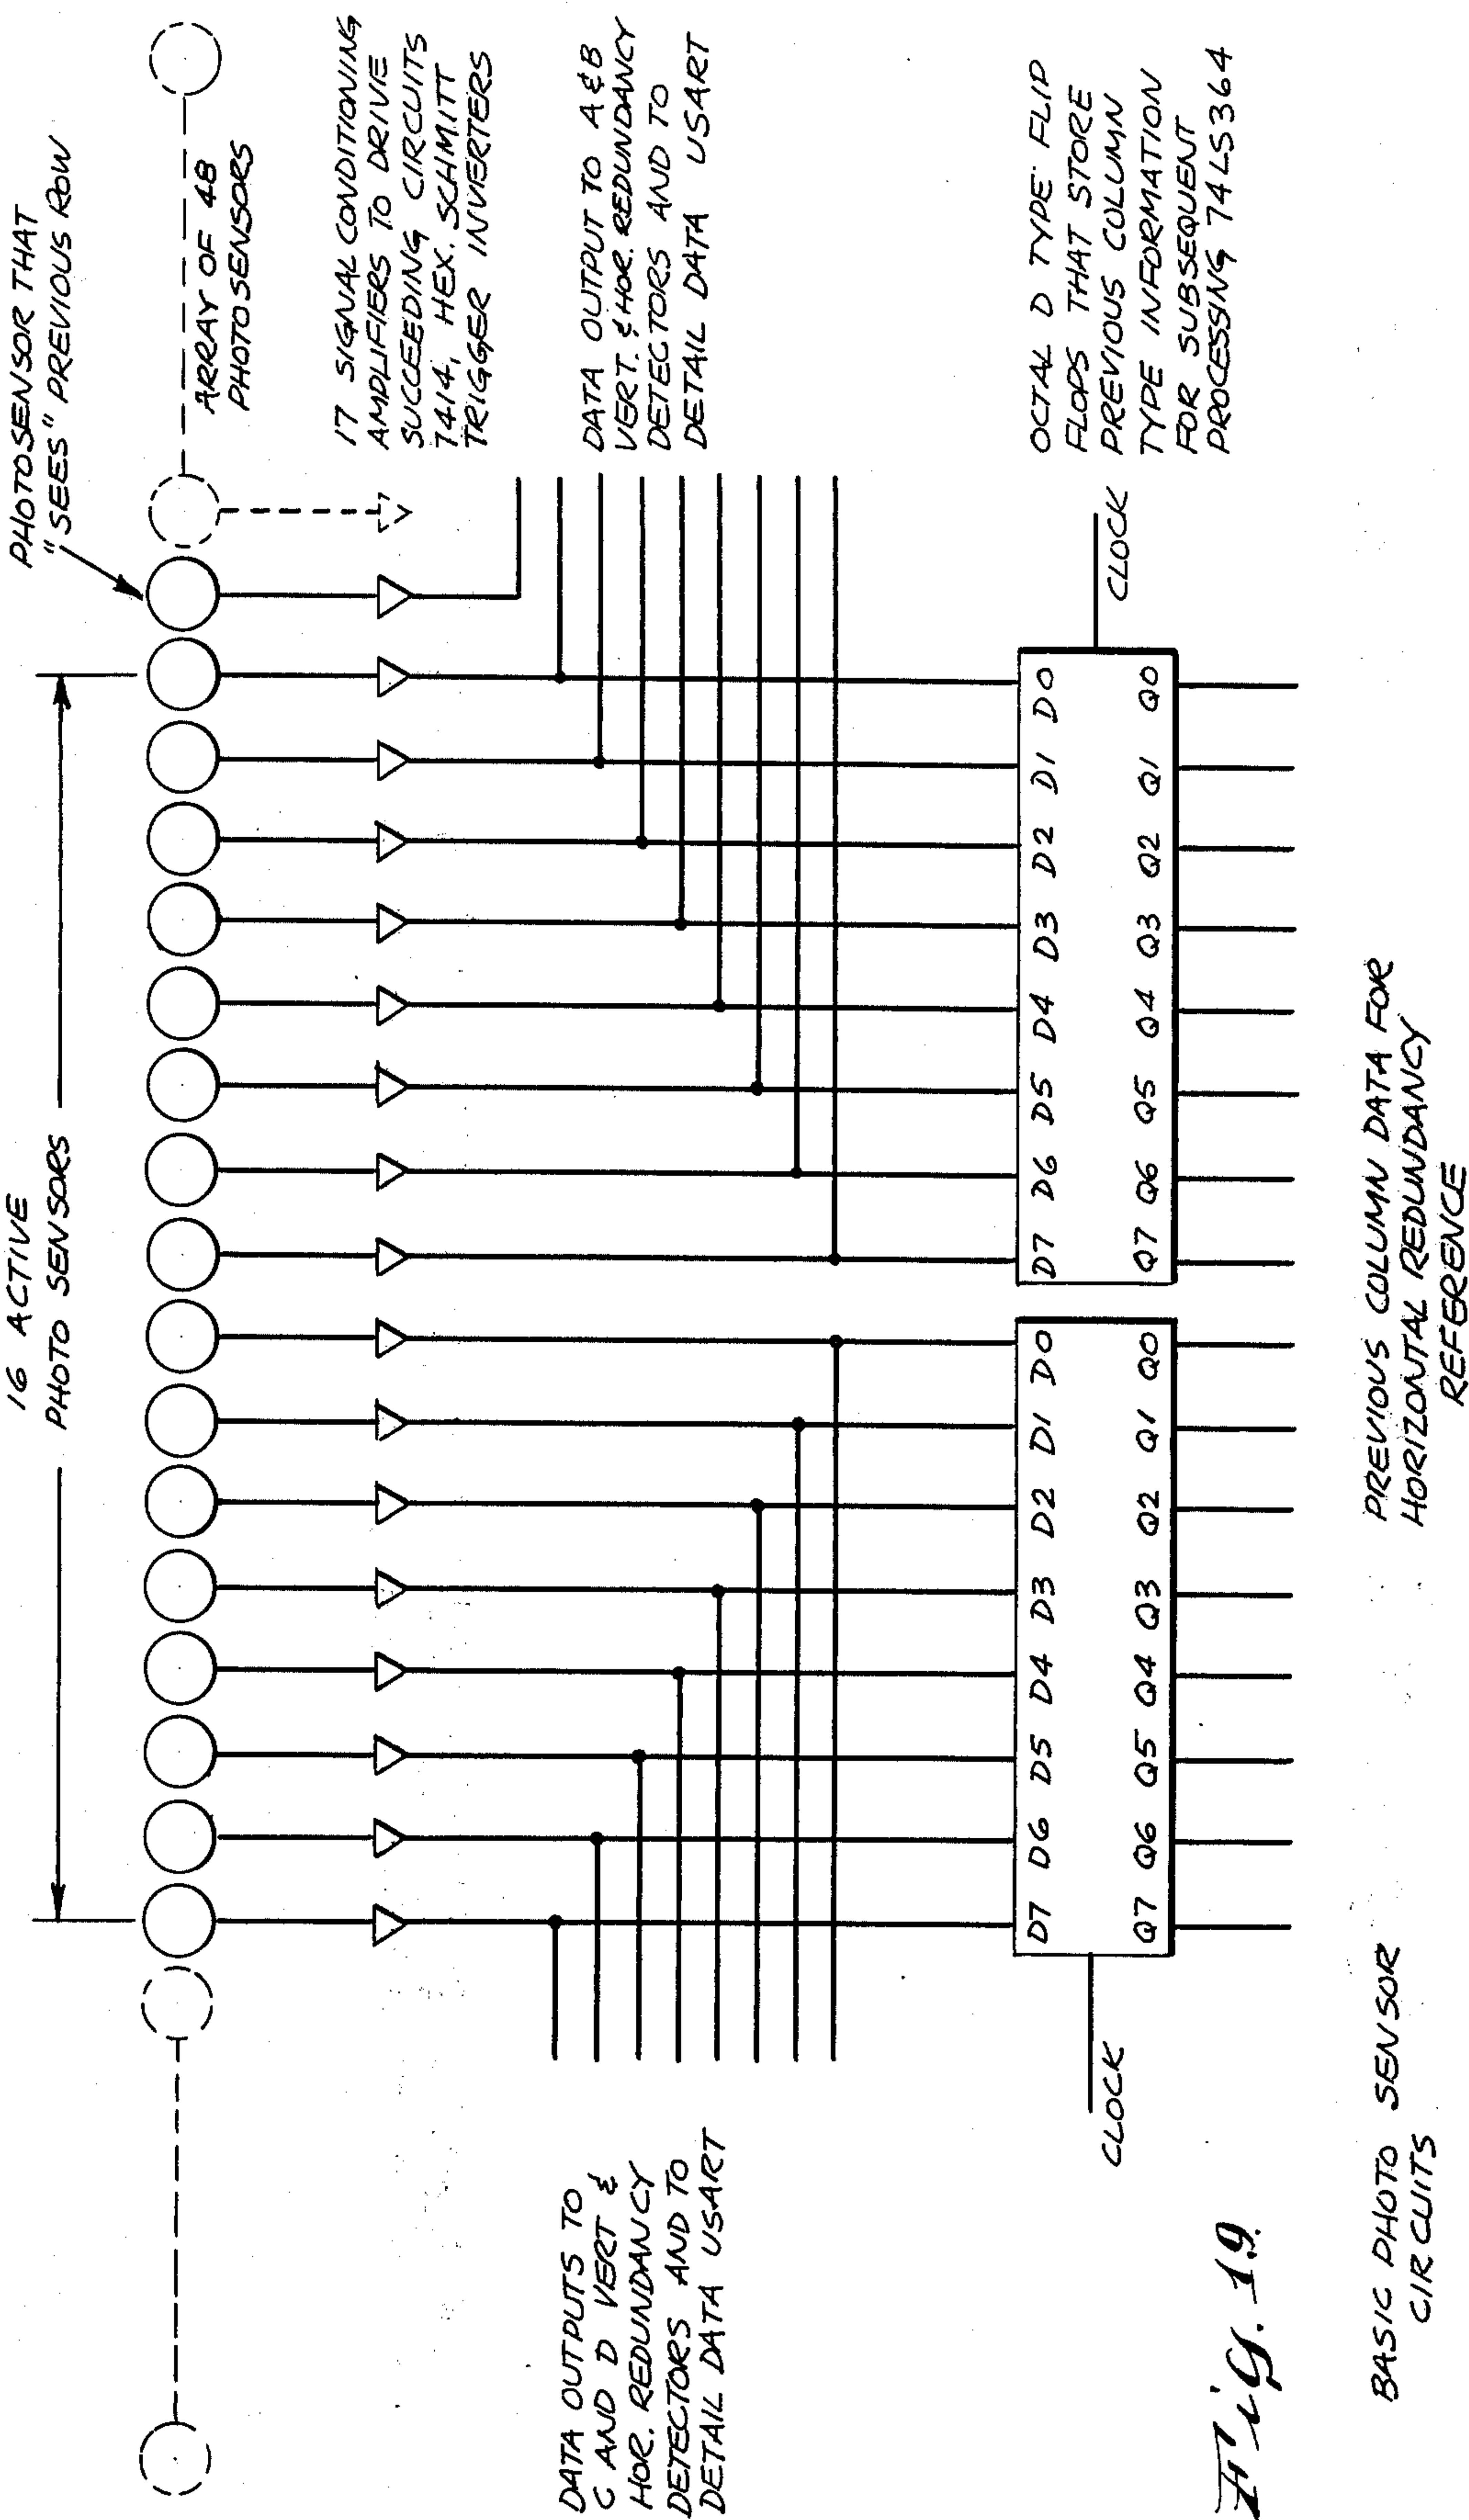 16 ACTIVE
PHOTO SENSORS
PHOTOSENSOR THAT
"SEES" PREVIOUS ROW
ARRAY OF 48
PHOTOSENSORS
17 SIGNAL CONDITIONING
AMPLIFIERS TO DRIVE
SUCCEEDING CIRCUITS
7414, HEX. SCHMITT
TRIGGER INVERTERS
DATA OUTPUTS TO
C AND D VERT &
HOR. REDUNDANCY
DETECTORS AND TO
DETAIL DATA USART
DATA OUTPUT TO A&B
VERT. & HOR. REDUNDANCY
DETECTORS AND TO
DETAIL DATA USART
D7 D6 D5 D4 D3 D2 D1 D0
D7 D6 D5 D4 D3 D2 D1 D0
Q7 Q6 Q5 Q4 Q3 Q2 Q1 Q0
Q7 Q6 Q5 Q4 Q3 Q2 Q1 Q0
CLOCK
CLOCK
OCTAL D TYPE FLIP
FLOPS THAT STORE
PREVIOUS COLUMN
TYPE INFORMATION
FOR SUBSEQUENT
PROCESSING 74LS364
Fig. 19.
BASIC PHOTO SENSOR
CIRCUITS
PREVIOUS COLUMN DATA FOR
HORIZONTAL REDUNDANCY
REFERENCE